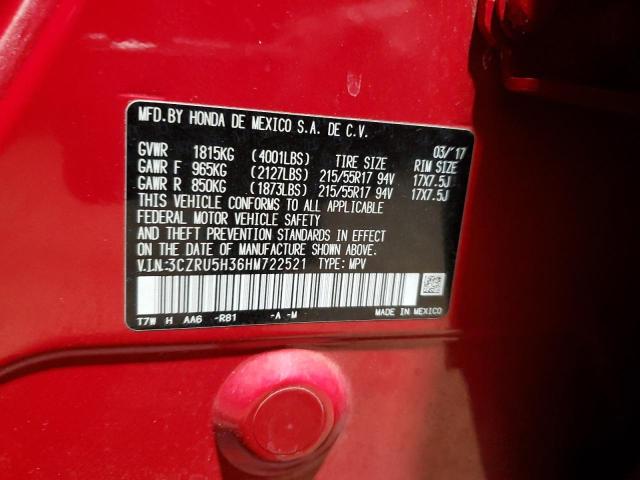 MFD.BY HONDA DE MEXICO S.A. DE C.V.
03/'17
GVWR 1815KG (4001LBS) TIRE SIZE RIM SIZE
GAWR F 965KG (2127LBS) 215/55R17 94V 17X7.5J
GAWR R 850KG (1873LBS) 215/55R17 94V 17X7.5J
THIS VEHICLE CONFORMS TO ALL APPLICABLE
FEDERAL MOTOR VEHICLE SAFETY
AND THEFT PREVENTION STANDARDS IN EFFECT
ON THE DATE OF MANUFACTURE SHOWN ABOVE.
V.I.N.:3CZRU5H36HM722521 TYPE: MPV
T7W H AA6 -R81 -A -M MADE IN MEXICO